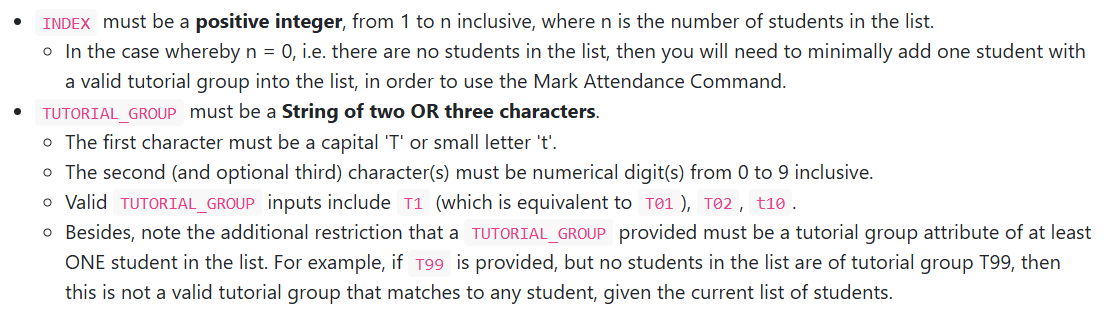 INDEX must be a positive integer, from 1 to n inclusive, where n is the number of students in the list.
In the case whereby n = 0, i.e. there are no students in the list, then you will need to minimally add one student with
a valid tutorial group into the list, in order to use the Mark Attendance Command.
TUTORIAL_GROUP must be a String of two OR three characters.
The first character must be a capital 'T' or small letter 't'.
The second (and optional third) character(s) must be numerical digit(s) from 0 to 9 inclusive.
Valid TUTORIAL_GROUP inputs include T1 (which is equivalent to T01 ), T02 , t10 .
Besides, note the additional restriction that a TUTORIAL_GROUP provided must be a tutorial group attribute of at least
ONE student in the list. For example, if T99 is provided, but no students in the list are of tutorial group T99, then
this is not a valid tutorial group that matches to any student, given the current list of students.